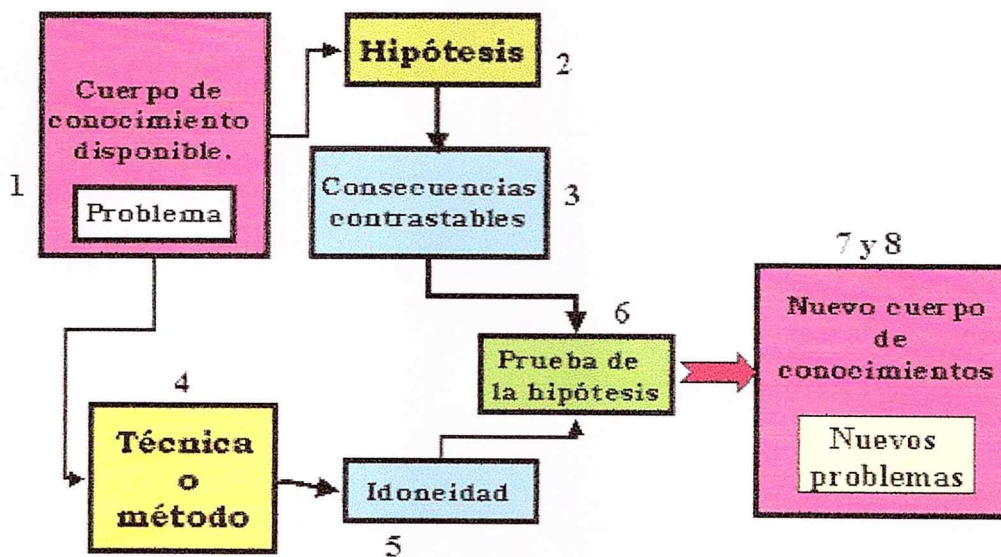 Hipótesis
2
Cuerpo de
conocimiento
disponible.
Problema
1
Consecuencias
contrastables
3
7 y 8
Nuevo cuerpo
de
conocimientos
Nuevos
problemas
6
Prueba de
la hipótesis
4
Técnica
o
método
Idoneidad
5